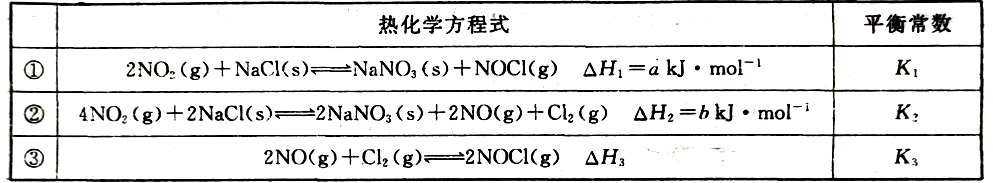 热化学方程式 平衡常数
① 2NO₂(g)+NaCl(s)⇌NaNO₃(s)+NOCl(g) ΔH₁=a kJ·mol⁻¹ K₁
② 4NO₂(g)+2NaCl(s)⇌2NaNO₃(s)+2NO(g)+Cl₂(g) ΔH₂=b kJ·mol⁻¹ K₂
③ 2NO(g)+Cl₂(g)⇌2NOCl(g) ΔH₃ K₃